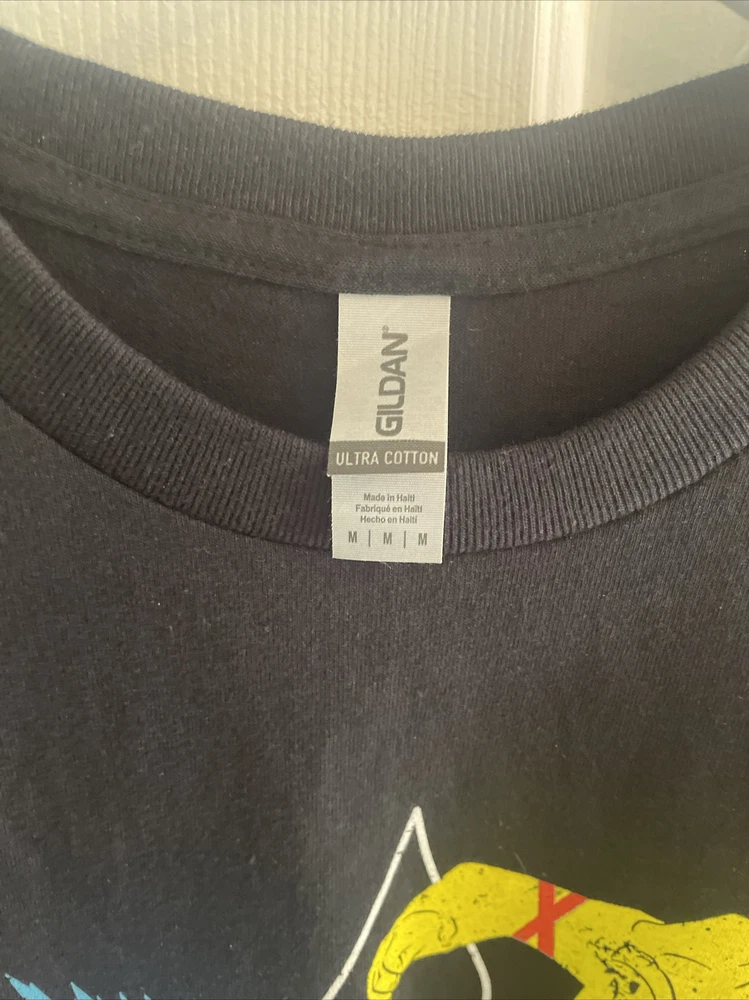 GILDAN®
ULTRA COTTON
Made in Haiti
Fabriqué en Haïti
Hecho en Haití
M | M | M